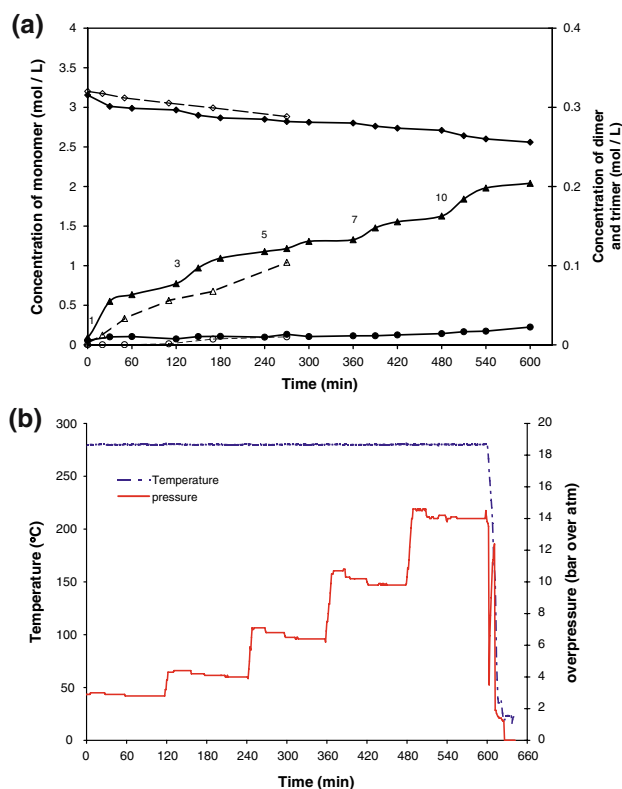 (a)
4
3.5
3
2.5
2
1.5
1
0.5
0
Concentration of monomer (mol / L)
0.4
0.3
0.2
0.1
0
Concentration of dimer
and trimer (mol / L)
1
3
5
7
10
0 60 120 180 240 300 360 420 480 540 600
Time (min)
(b)
300
250
200
150
100
50
0
Temperature (ºC)
Temperature
pressure
20
18
16
14
12
10
8
6
4
2
0
overpressure (bar over atm)
0 60 120 180 240 300 360 420 480 540 600 660
Time (min)